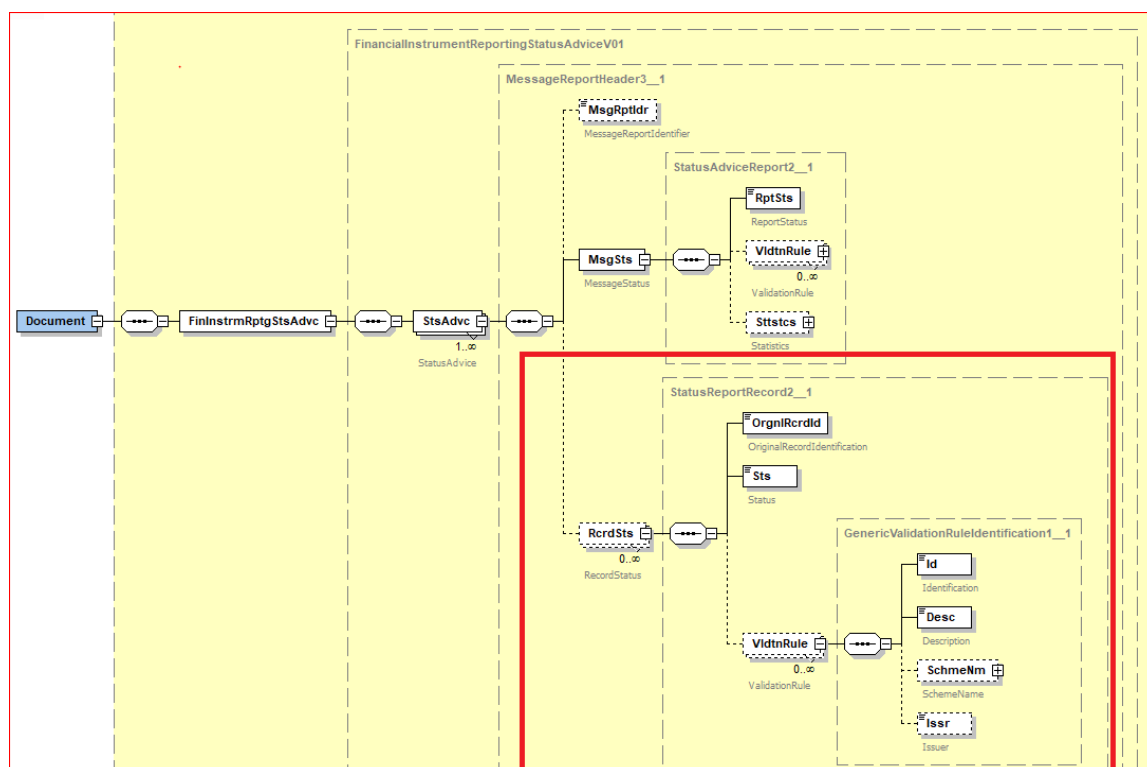 FinancialInstrumentReportingStatusAdviceV01
MessageReportHeader3__1
MsgRptIdr
MessageReportIdentifier
StatusAdviceReport2__1
RptSts
ReportStatus
MsgSts
MessageStatus
VldtnRule
0..∞
ValidationRule
Document
FinInstrmRptgStsAdvc
StsAdvc
1..∞
StatusAdvice
Sttstcs
Statistics
StatusReportRecord2__1
OrgnlRcrdId
OriginalRecordIdentification
Sts
Status
RcrdSts
0..∞
RecordStatus
GenericValidationRuleIdentification1__1
Id
Identification
Desc
Description
VldtnRule
0..∞
ValidationRule
SchmeNm
SchemeName
Issr
Issuer